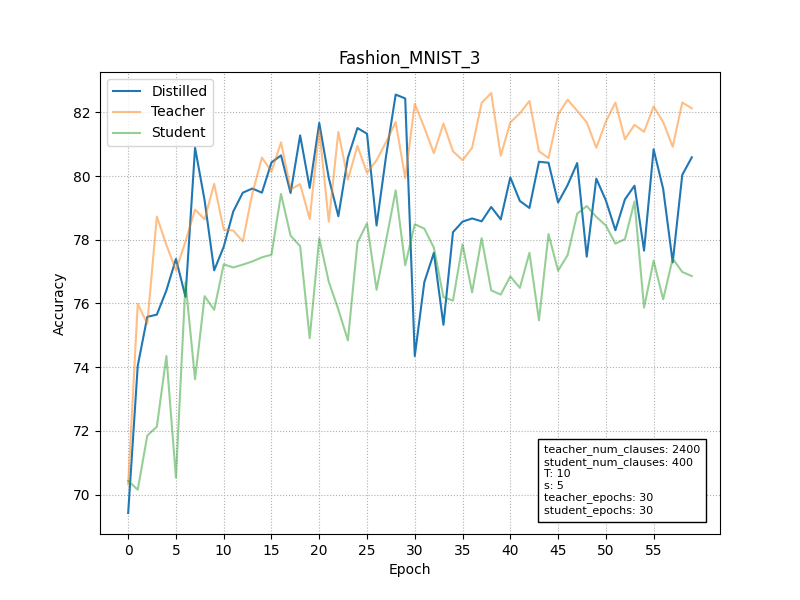 Fashion_MNIST_3
Distilled
Teacher
Student
Accuracy
82
80
78
76
74
72
70
teacher_num_clauses: 2400
student_num_clauses: 400
T: 10
s: 5
teacher_epochs: 30
student_epochs: 30
0 5 10 15 20 25 30 35 40 45 50 55
Epoch